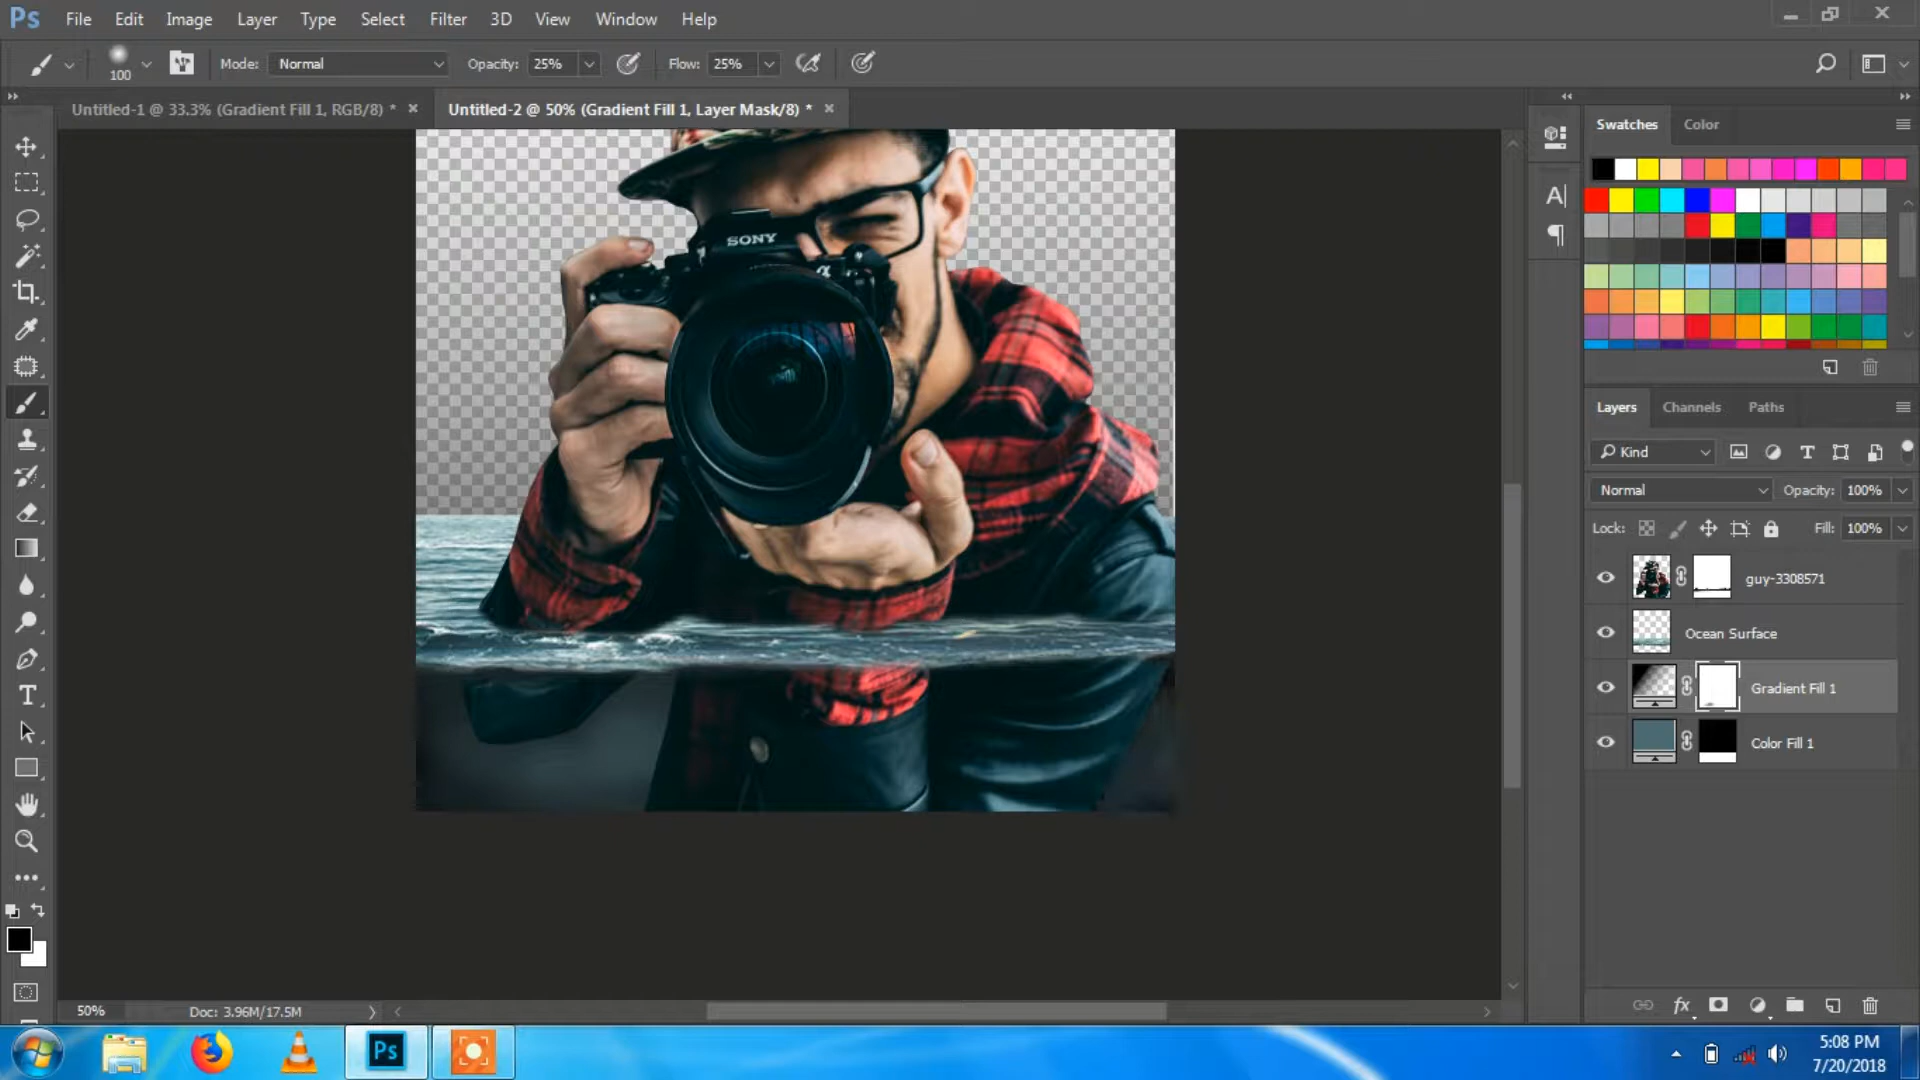 Ps File Edit Image Layer Type Select Filter 3D View Window Help
100 Mode: Normal Opacity: 25% Flow: 25%
Untitled-1 @ 33.3% (Gradient Fill 1, RGB/8) * Untitled-2 @ 50% (Gradient Fill 1, Layer Mask/8) *
Swatches Color
SONY
α
Layers Channels Paths
Kind
Normal Opacity: 100%
Lock: Fill: 100%
guy-3308571
Ocean Surface
Gradient Fill 1
Color Fill 1
50% Doc: 3.96M/17.5M
fx
Ps
5:08 PM
7/20/2018